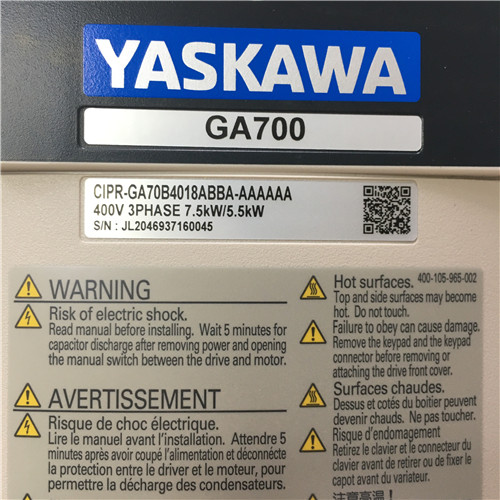 YASKAWA
GA700
CIPR-GA70B4018ABBA-AAAAAA
400V 3PHASE 7.5kW/5.5kW
S/N : JL2046937160045
WARNING
Risk of electric shock.
Read manual before installing. Wait 5 minutes for
capacitor discharge after removing power and opening
the manual switch between the drive and motor.
AVERTISSEMENT
Risque de choc électrique.
Lire le manuel avant l'installation. Attendre 5
minutes après avoir coupé l'alimentation et déconnécte
la protection entre le driver et le moteur, pour
permettre la décharge des condensateurs.
Hot surfaces. 400-105-965-002
Top and side surfaces may become
hot. Do not touch.
Failure to obey can cause damage.
Remove the keypad and the keypad
connector before removing or
attaching the drive front cover.
Surfaces chaudes.
Dessus et cotés du boitier peuvent
devenir chauds. Ne pas toucher.
Risque d'endommagement
Retirez le clavier et le connecteur du
clavier avant de retirer ou de fixer le
capot avant du variateur.
注意高温！